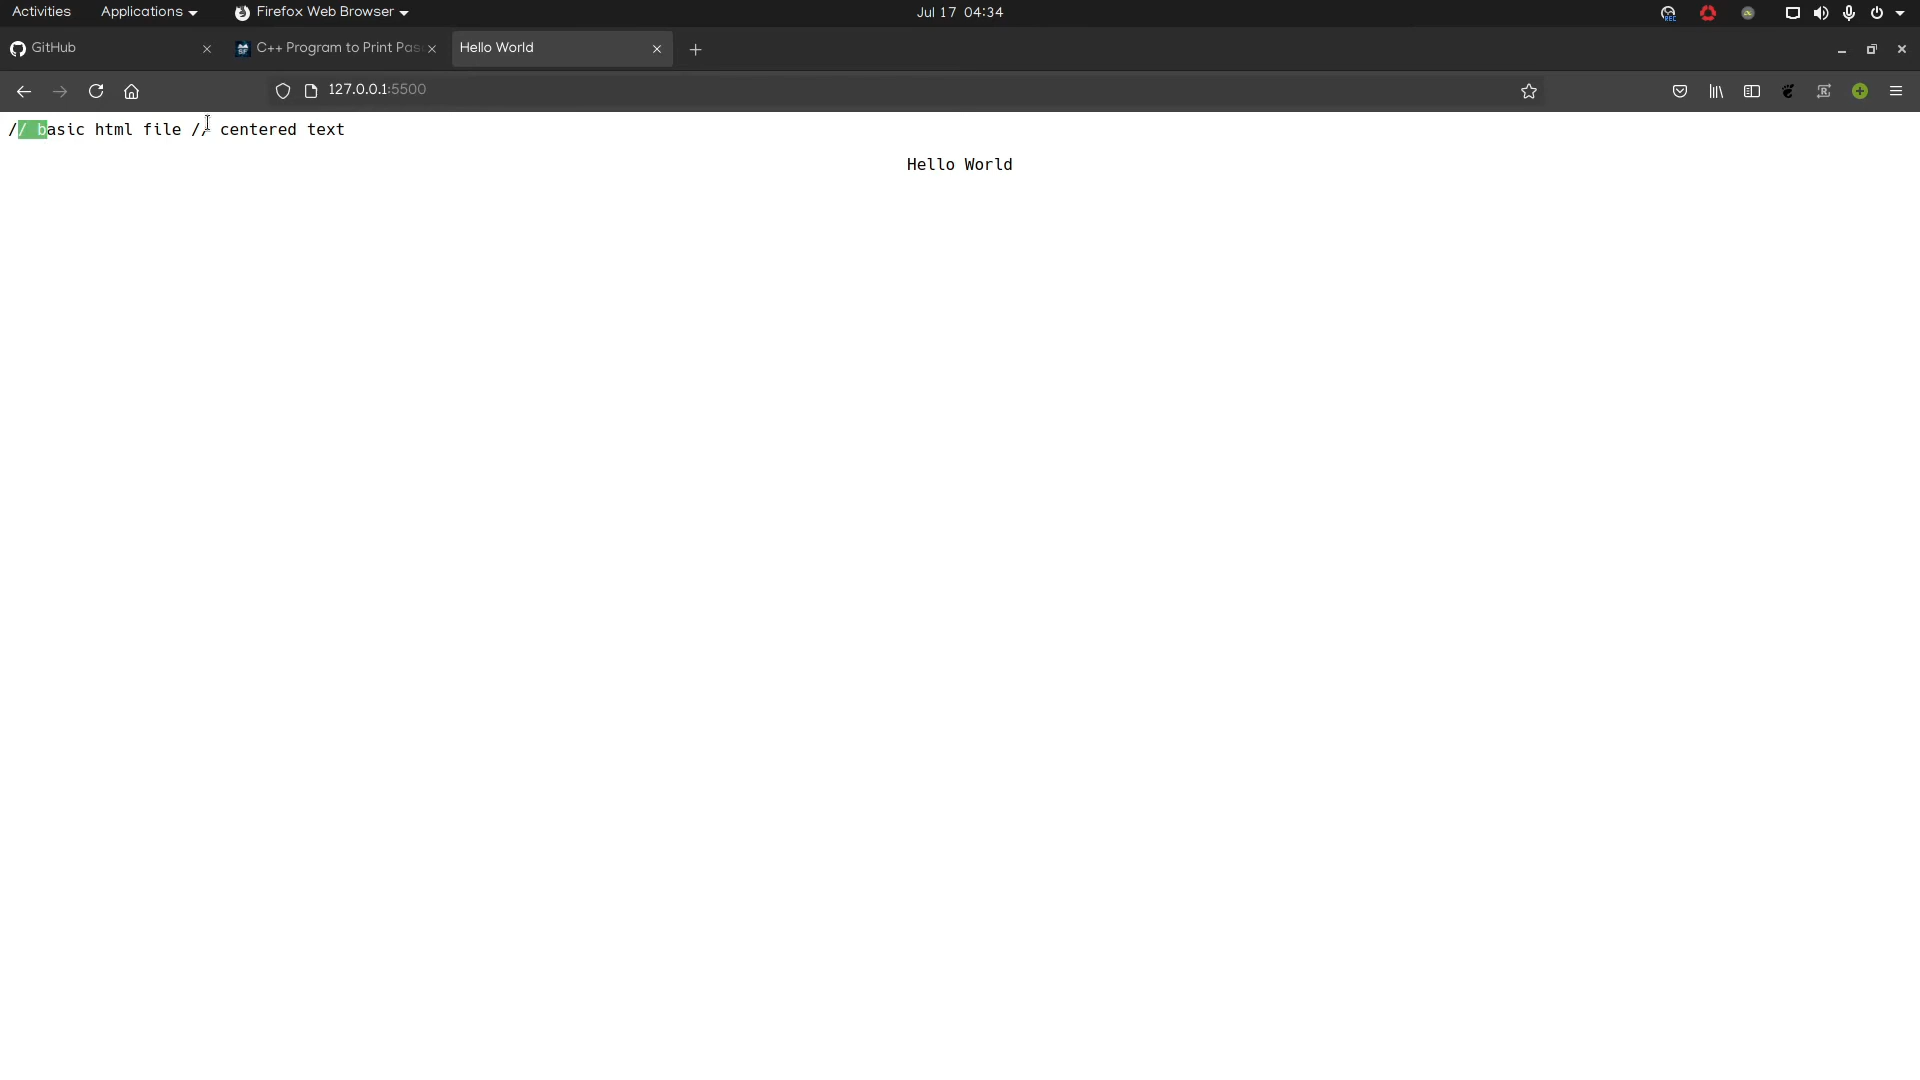 Activities Applications Firefox Web Browser Jul 17 04:34
GitHub C++ Program to Print Pas Hello World
127.0.0.1:5500
// basic html file // centered text
Hello World